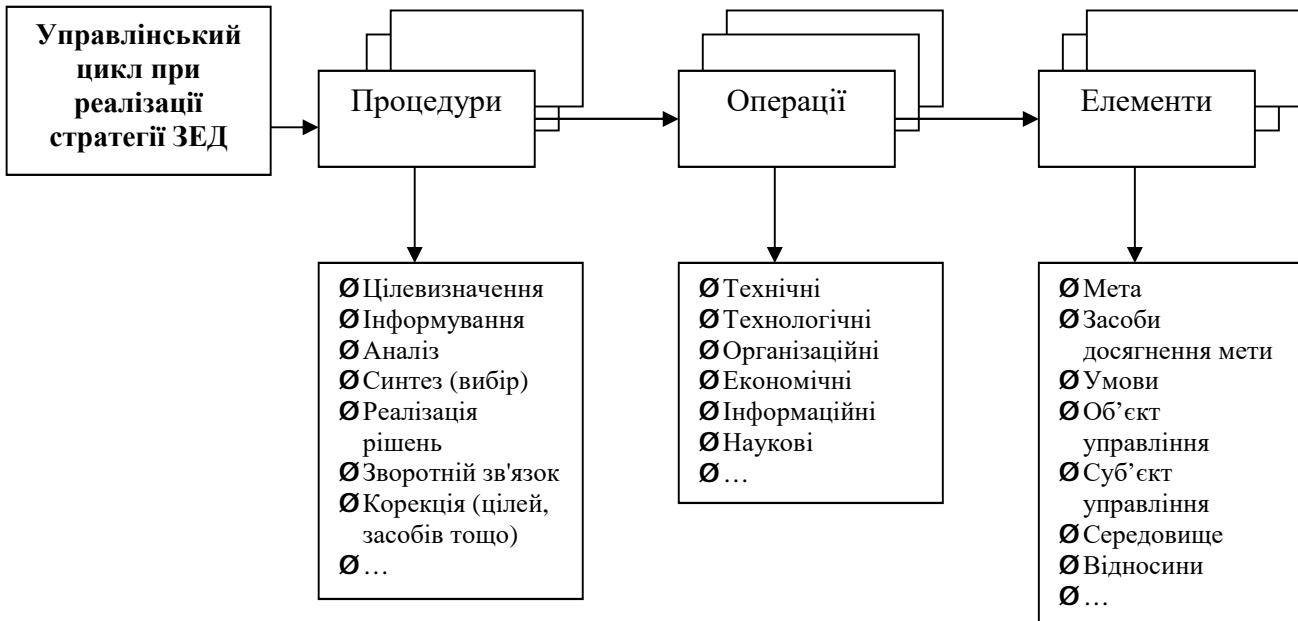 Управлінський
цикл при
реалізації
стратегії ЗЕД
Процедури
Операції
Елементи
Ø Цілевизначення
Ø Інформування
Ø Аналіз
Ø Синтез (вибір)
Ø Реалізація
рішень
Ø Зворотній зв'язок
Ø Корекція (цілей,
засобів тощо)
Ø …
Ø Технічні
Ø Технологічні
Ø Організаційні
Ø Економічні
Ø Інформаційні
Ø Наукові
Ø …
Ø Мета
Ø Засоби
досягнення мети
Ø Умови
Ø Об’єкт
управління
Ø Суб’єкт
управління
Ø Середовище
Ø Відносини
Ø …